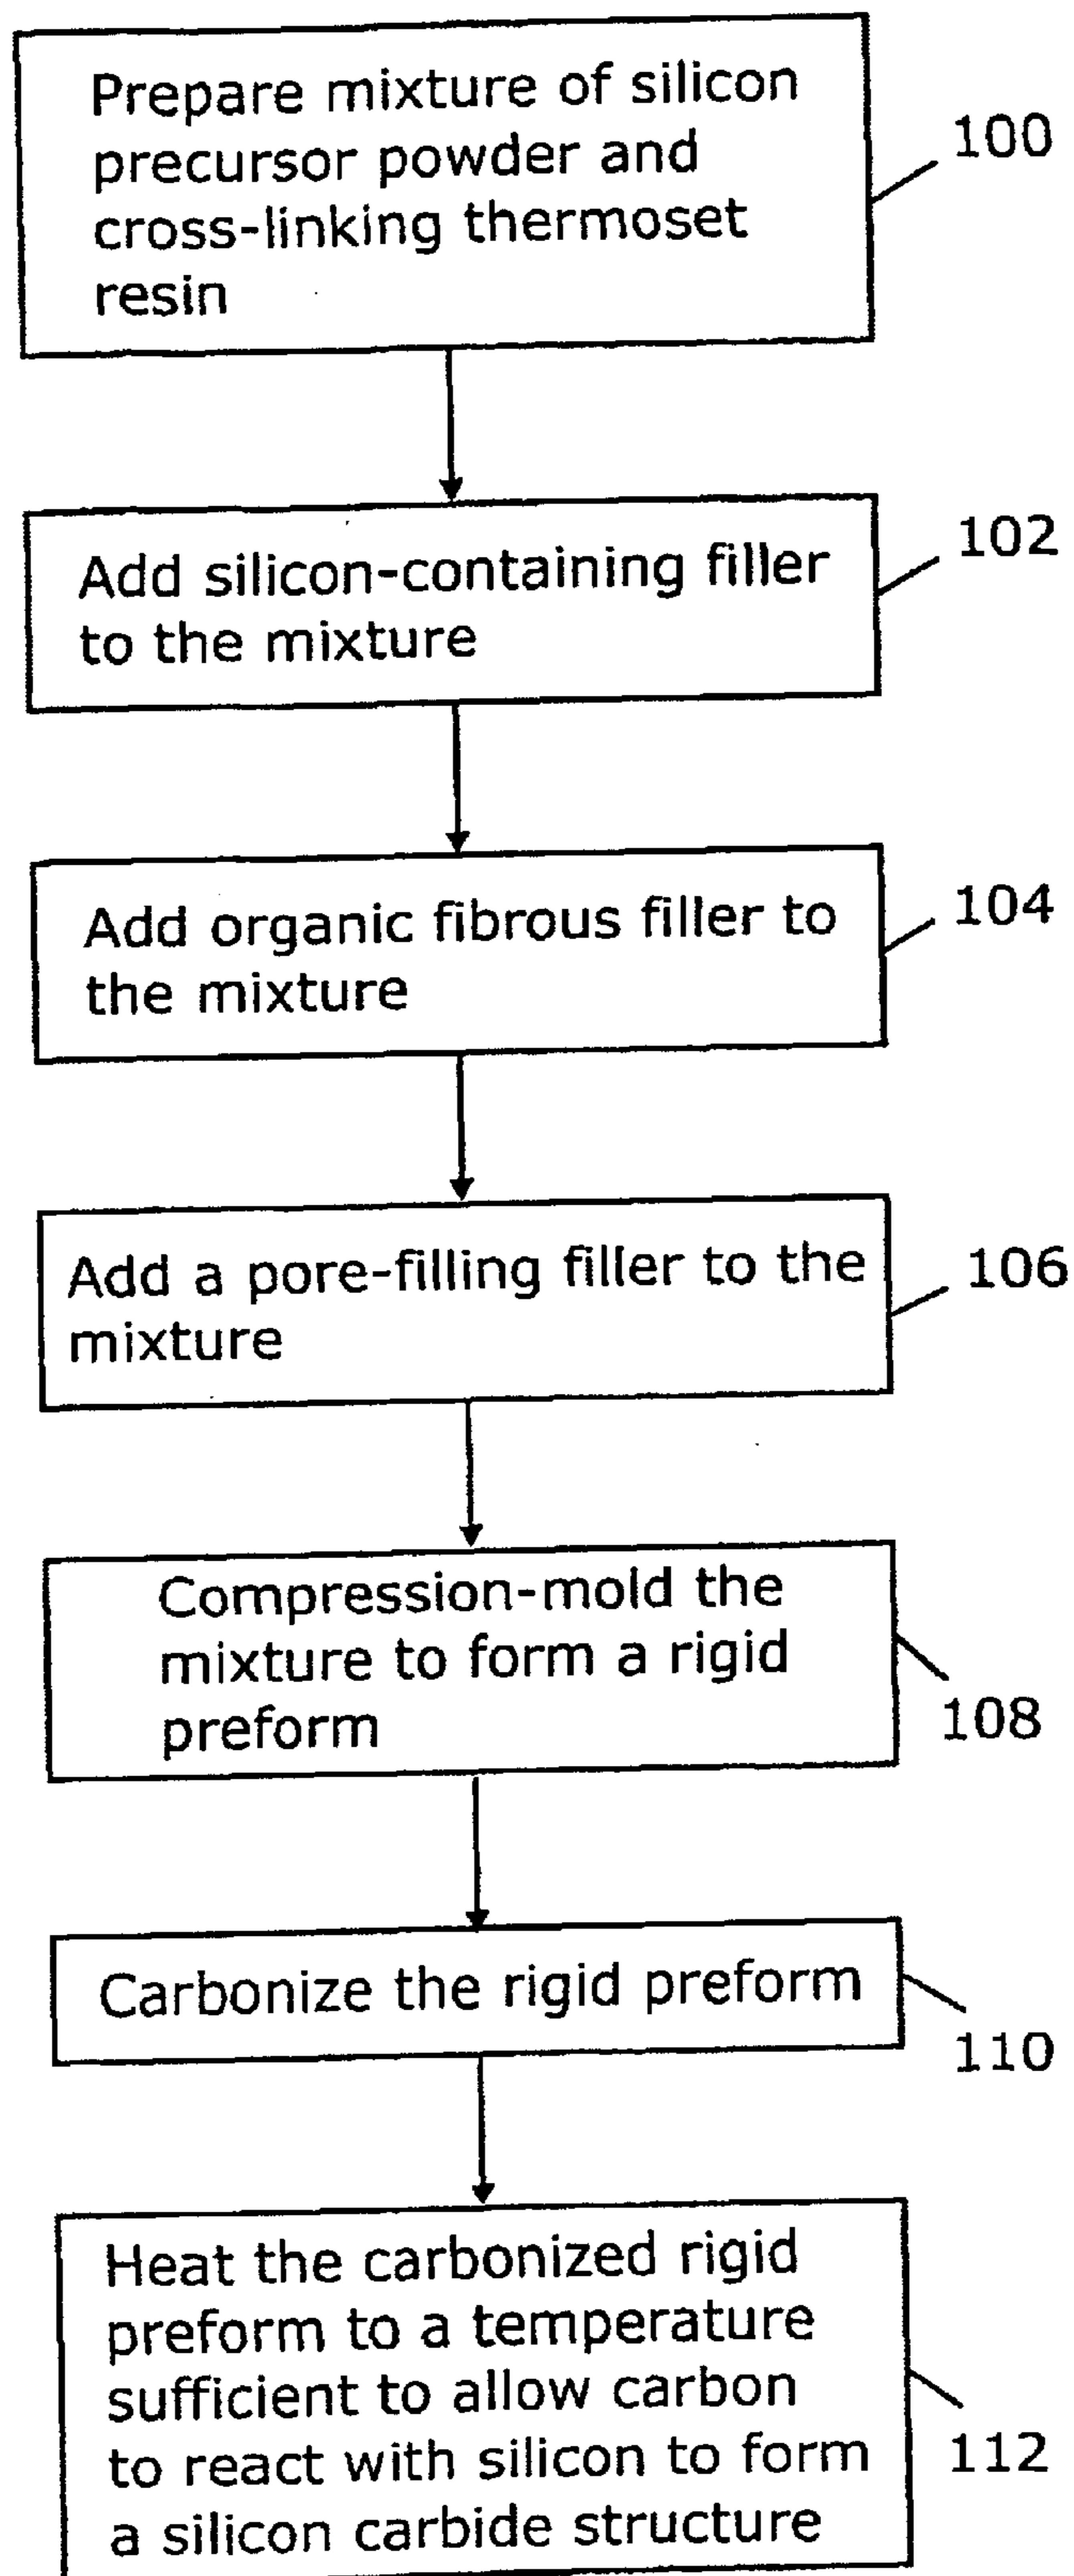 Prepare mixture of silicon
precursor powder and
cross-linking thermoset
resin
100
Add silicon-containing filler
to the mixture
102
Add organic fibrous filler to
the mixture
104
Add a pore-filling filler to the
mixture
106
Compression-mold the
mixture to form a rigid
preform
108
Carbonize the rigid preform
110
Heat the carbonized rigid
preform to a temperature
sufficient to allow carbon
to react with silicon to form
a silicon carbide structure
112